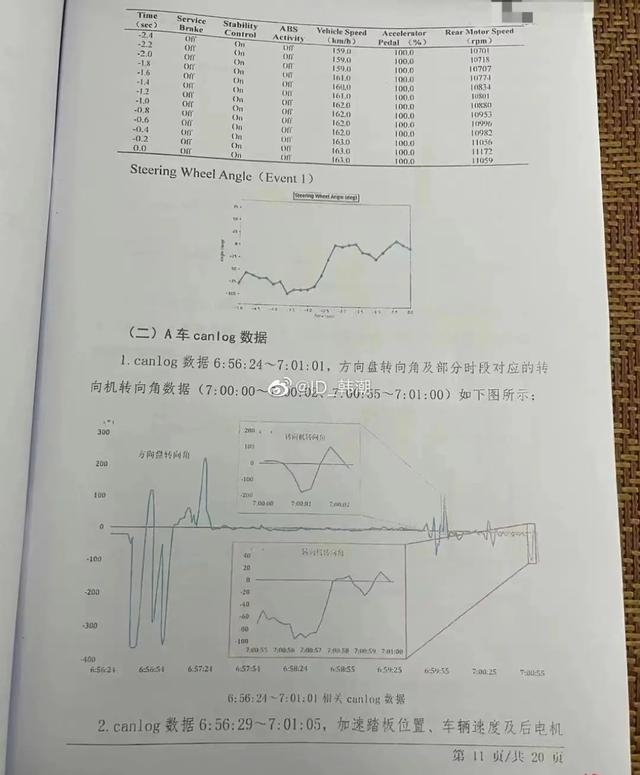 Time (sec) Service Brake Stability Control ABS Activity Vehicle Speed (km/h) Accelerator Pedal (%) Rear Motor Speed (rpm)
-2.4 Off On Off 159.0 100.0 10701
-2.2 Off On Off 159.0 100.0 10718
-2.0 Off On Off 159.0 100.0 10707
-1.8 Off On Off 161.0 100.0 10774
-1.6 Off On Off 160.0 100.0 10834
-1.4 Off On Off 161.0 100.0 10801
-1.2 Off On Off 162.0 100.0 10880
-1.0 Off On Off 162.0 100.0 10953
-0.8 Off On Off 162.0 100.0 10996
-0.6 Off On Off 162.0 100.0 10982
-0.4 Off On Off 163.0 100.0 11056
-0.2 Off On Off 163.0 100.0 11172
0.0 Off On Off 163.0 100.0 11059
Steering Wheel Angle (Event 1)
Steering Wheel Angle (deg)
(二) A 车 canlog 数据
1.canlog 数据 6:56:24～7:01:01，方向盘转向角及部分时段对应的转
向机转向角数据（7:00:00～ :00:02、7:00:55～7:01:00）如下图所示：
@ID_韩潮
300
200
100
0
-100
-200
-300
-400
方向盘转向角
转向机转向角
200
100
0
-100
-200
7:00:00 7:00:01 7:00:02
转向机转向角
40
20
0
-20
-40
-60
-80
-100
7:00:55 7:00:56 7:00:57 7:00:58 7:00:59 7:01:00
6:56:24 6:56:54 6:57:24 6:57:54 6:58:24 6:58:55 6:59:25 6:59:55 7:00:25 7:00:55
6:56:24～7:01:01 相关 canlog 数据
2.canlog 数据 6:56:29～7:01:05，加速踏板位置、车辆速度及后电机
第 11 页/共 20 页